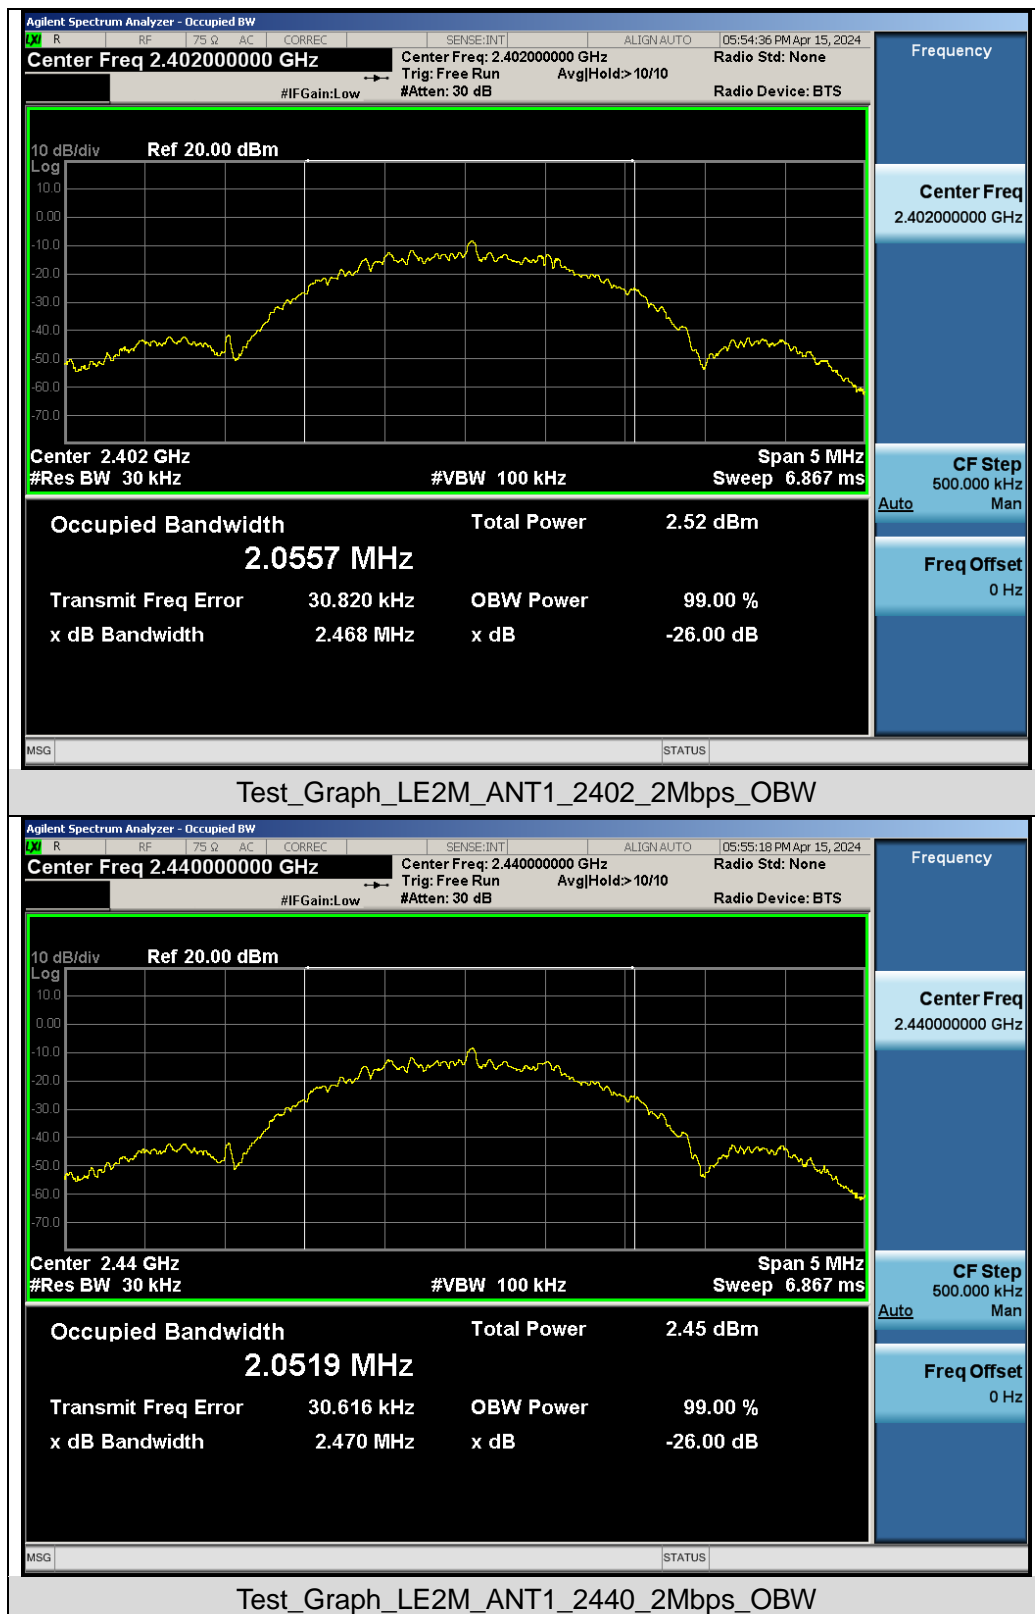 Agilent Spectrum Analyzer - Occupied BW
LXI R RF 75 Ω AC CORREC SENSE:INT ALIGN AUTO 05:54:36 PM Apr 15, 2024
Center Freq 2.402000000 GHz Center Freq: 2.402000000 GHz Radio Std: None
Trig: Free Run Avg|Hold:>10/10
#IFGain:Low #Atten: 30 dB Radio Device: BTS
Frequency
10 dB/div Ref 20.00 dBm
Log
10.0
0.00
-10.0
-20.0
-30.0
-40.0
-50.0
-60.0
-70.0
Center 2.402 GHz Span 5 MHz
#Res BW 30 kHz #VBW 100 kHz Sweep 6.867 ms
Center Freq
2.402000000 GHz
CF Step
500.000 kHz
Auto Man
Freq Offset
0 Hz
Occupied Bandwidth Total Power 2.52 dBm
2.0557 MHz
Transmit Freq Error 30.820 kHz OBW Power 99.00 %
x dB Bandwidth 2.468 MHz x dB -26.00 dB
MSG STATUS
Test_Graph_LE2M_ANT1_2402_2Mbps_OBW
Agilent Spectrum Analyzer - Occupied BW
LXI R RF 75 Ω AC CORREC SENSE:INT ALIGN AUTO 05:55:18 PM Apr 15, 2024
Center Freq 2.440000000 GHz Center Freq: 2.440000000 GHz Radio Std: None
Trig: Free Run Avg|Hold:>10/10
#IFGain:Low #Atten: 30 dB Radio Device: BTS
Frequency
10 dB/div Ref 20.00 dBm
Log
10.0
0.00
-10.0
-20.0
-30.0
-40.0
-50.0
-60.0
-70.0
Center 2.44 GHz Span 5 MHz
#Res BW 30 kHz #VBW 100 kHz Sweep 6.867 ms
Center Freq
2.440000000 GHz
CF Step
500.000 kHz
Auto Man
Freq Offset
0 Hz
Occupied Bandwidth Total Power 2.45 dBm
2.0519 MHz
Transmit Freq Error 30.616 kHz OBW Power 99.00 %
x dB Bandwidth 2.470 MHz x dB -26.00 dB
MSG STATUS
Test_Graph_LE2M_ANT1_2440_2Mbps_OBW